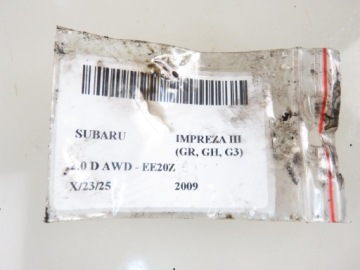 SUBARU IMPREZA III
(GR, GH, G3)
2.0 D AWD - EE20Z
X/23/25 2009